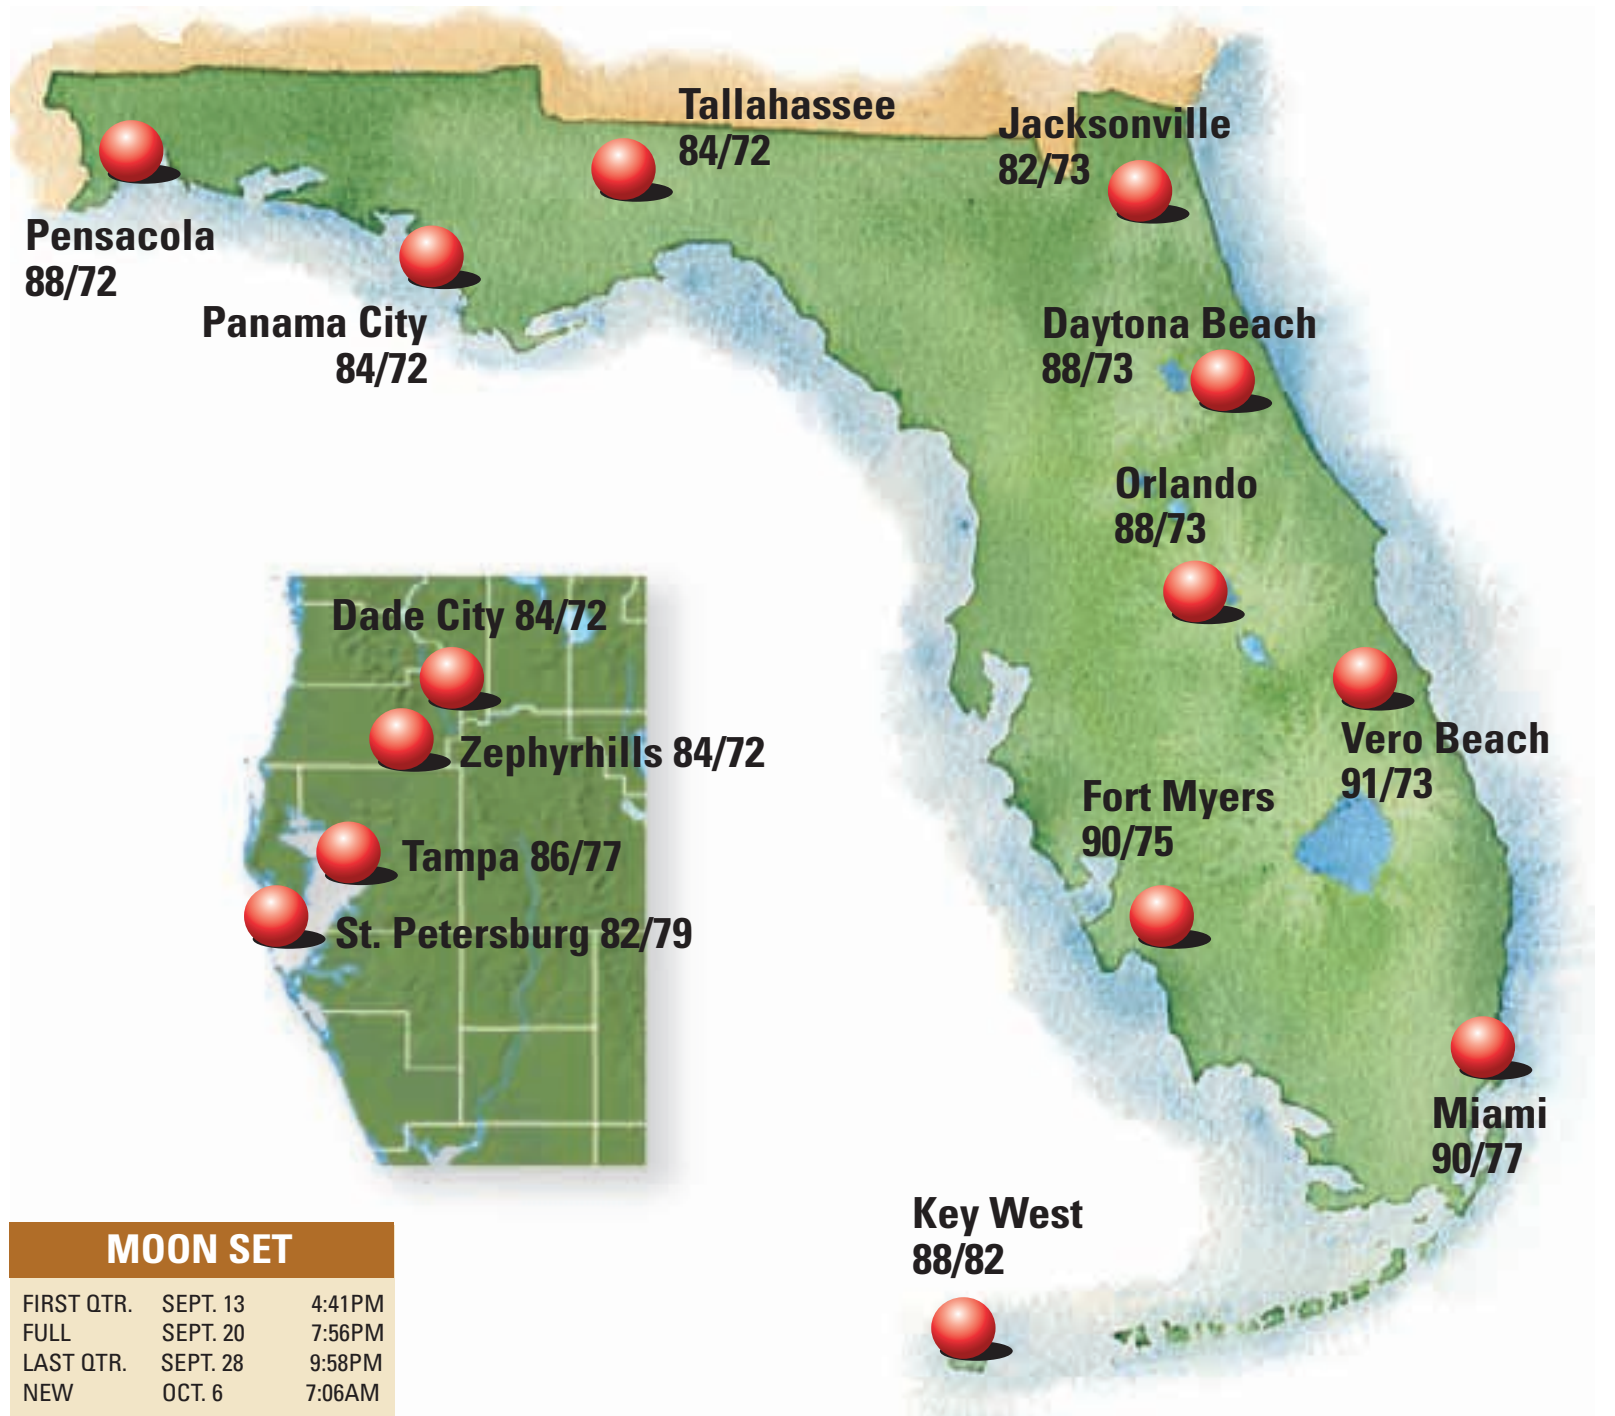 Tallahassee
84/72
Jacksonville
82/73
Pensacola
88/72
Panama City
84/72
Daytona Beach
88/73
Orlando
88/73
Dade City 84/72
Zephyrhills 84/72
Tampa 86/77
St. Petersburg 82/79
Vero Beach
91/73
Fort Myers
90/75
Miami
90/77
Key West
88/82
MOON SET
FIRST QTR. SEPT. 13 4:41PM
FULL SEPT. 20 7:56PM
LAST QTR. SEPT. 28 9:58PM
NEW OCT. 6 7:06AM